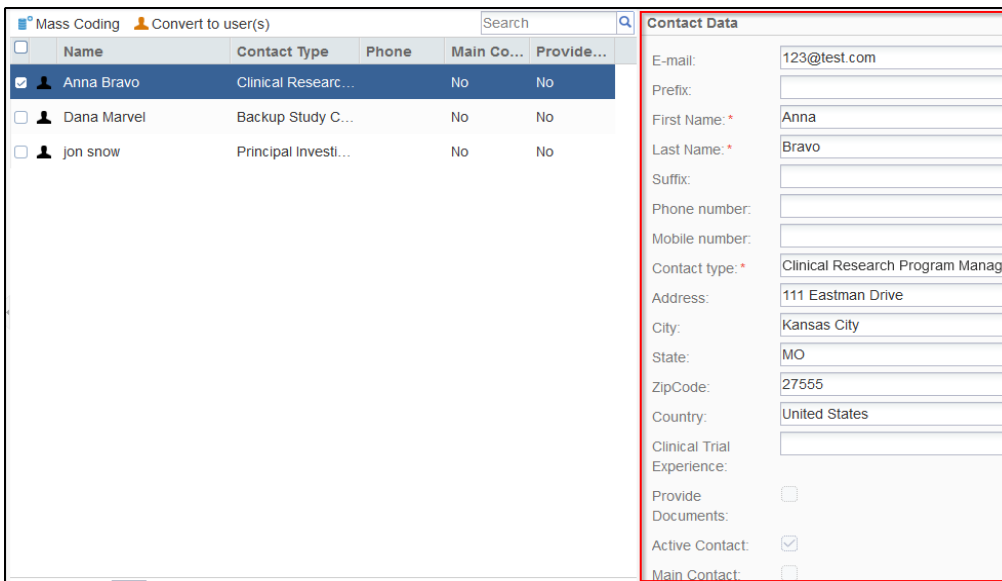 Mass Coding Convert to user(s) Search
Name Contact Type Phone Main Co... Provide...
Anna Bravo Clinical Researc... No No
Dana Marvel Backup Study C... No No
jon snow Principal Investi... No No
Contact Data
E-mail: 123@test.com
Prefix:
First Name:* Anna
Last Name:* Bravo
Suffix:
Phone number:
Mobile number:
Contact type:* Clinical Research Program Manag
Address: 111 Eastman Drive
City: Kansas City
State: MO
ZipCode: 27555
Country: United States
Clinical Trial
Experience:
Provide
Documents:
Active Contact:
Main Contact: